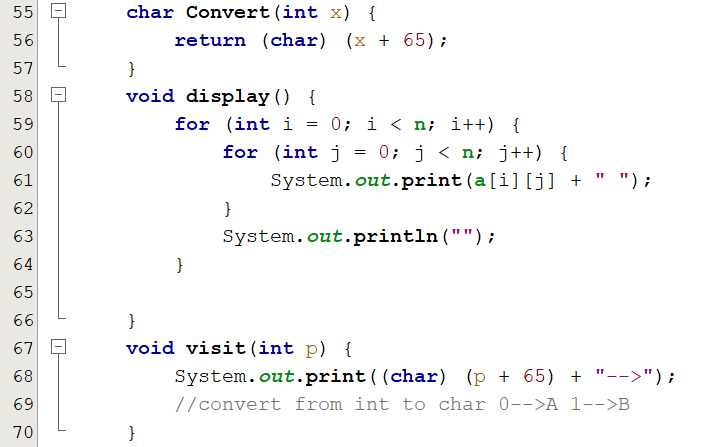 55 char Convert(int x) {
56 return (char) (x + 65);
57 }
58 void display() {
59 for (int i = 0; i < n; i++) {
60 for (int j = 0; j < n; j++) {
61 System.out.print(a[i][j] + " ");
62 }
63 System.out.println("");
64 }
65
66 }
67 void visit(int p) {
68 System.out.print((char) (p + 65) + "-->");
69 //convert from int to char 0-->A 1-->B
70 }